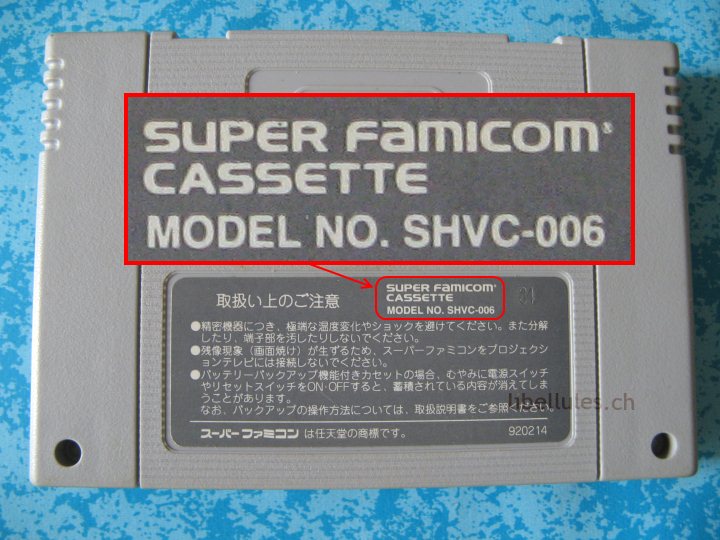 SUPER FAMICOM®
CASSETTE
MODEL NO. SHVC-006
取扱い上のご注意
SUPER FAMICOM®
CASSETTE
MODEL NO. SHVC-006
●精密機器につき、極端な温度変化やショックを避けてください。また分解
したり、端子部を汚したりしないでください。
●残像現象（画面焼け）が生ずるため、スーパーファミコンをプロジェクシ
ョンテレビには接続しないでください。
●バッテリーバックアップ機能付きカセットの場合、むやみに電源スイッチ
やリセットスイッチをON・OFFすると、蓄積されている内容が消えてしま
うことがあります。
なお、バックアップの操作方法については、取扱説明書をご参照ください。
libellules.ch
スーパーファミコンは任天堂の商標です。
920214